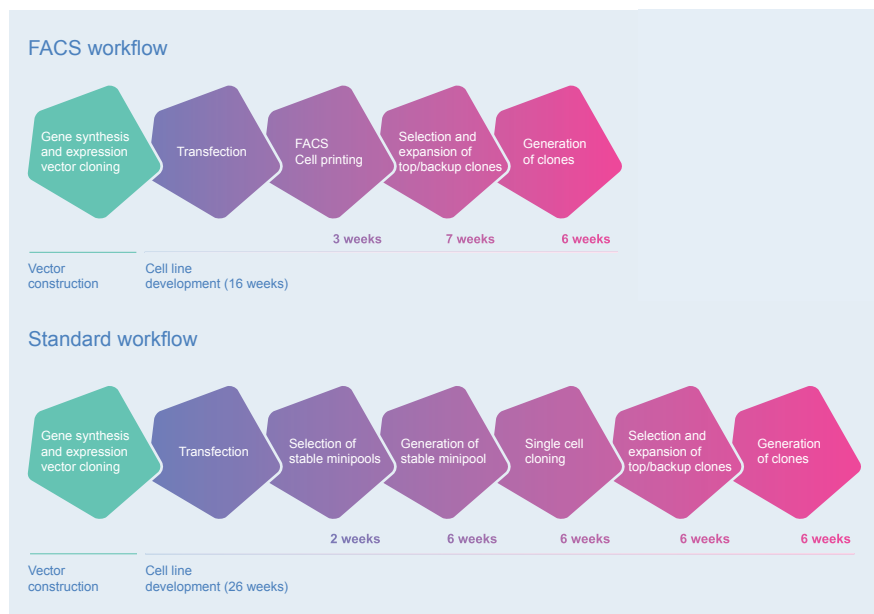 FACS workflow
Gene synthesis
and expression
vector cloning
Transfection
FACS
Cell printing
Selection and
expansion of
top/backup clones
Generation
of clones
3 weeks
7 weeks
6 weeks
Vector
construction
Cell line
development (16 weeks)
Standard workflow
Gene synthesis
and expression
vector cloning
Transfection
Selection of
stable minipools
Generation of
stable minipool
Single cell
cloning
Selection and
expansion of
top/backup clones
Generation
of clones
2 weeks
6 weeks
6 weeks
6 weeks
6 weeks
Vector
construction
Cell line
development (26 weeks)